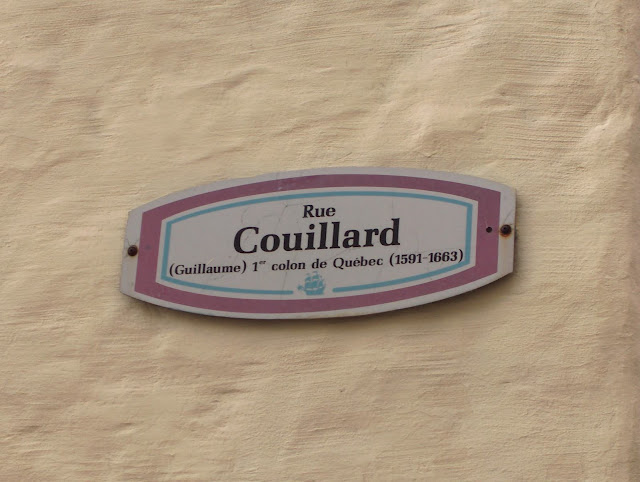 Rue
Couillard
(Guillaume) 1er colon de Québec (1591-1663)